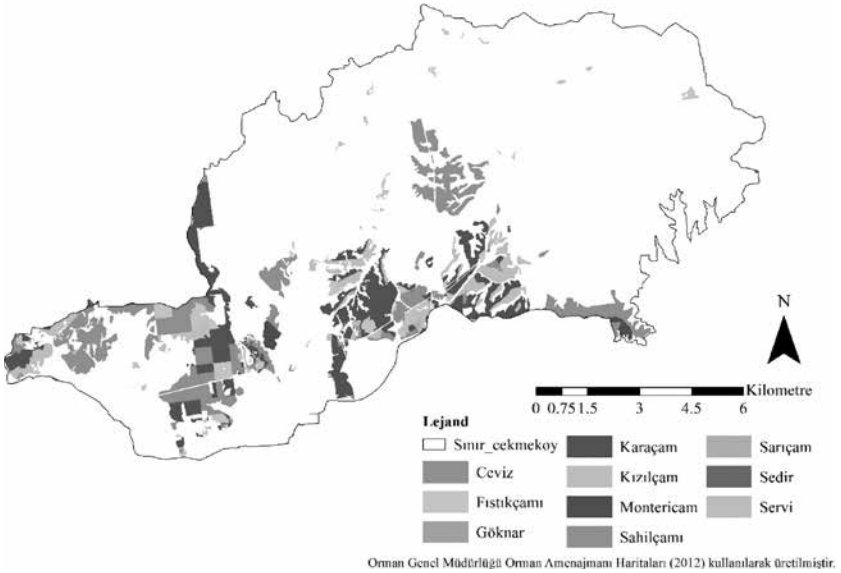 N
Kilometre
0 0.75 1.5 3 4.5 6
Lejand
Sınır_cekmekoy
Ceviz
Fıstıkçamı
Göknar
Karaçam
Kızılçam
Montericam
Sahilçamı
Sarıçam
Sedir
Servi
Orman Genel Müdürlüğü Orman Amenajmanı Haritaları (2012) kullanılarak üretilmiştir.